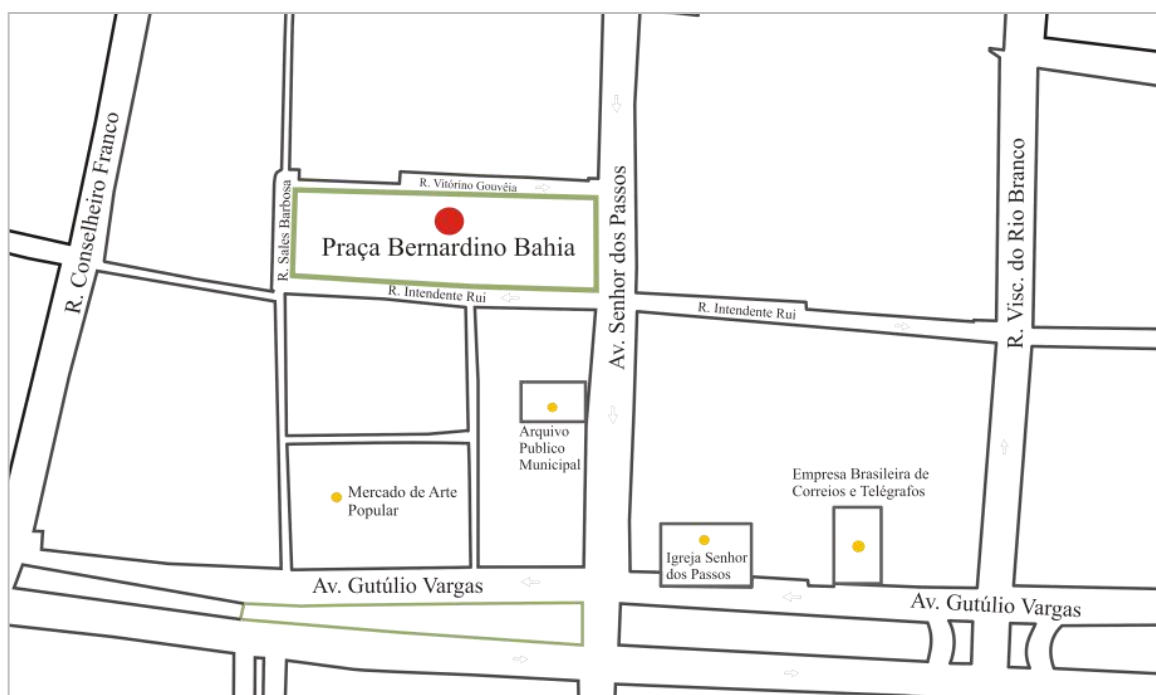 R. Conselheiro Franco
R. Vitórino Gouvêia
R. Sales Barbosa
Praça Bernardino Bahia
R. Intendente Rui
Av. Senhor dos Passos
R. Intendente Rui
R. Visc. do Rio Branco
Arquivo
Publico
Municipal
Mercado de Arte
Popular
Empresa Brasileira de
Correios e Telégrafos
Igreja Senhor
dos Passos
Av. Gutúlio Vargas
Av. Gutúlio Vargas